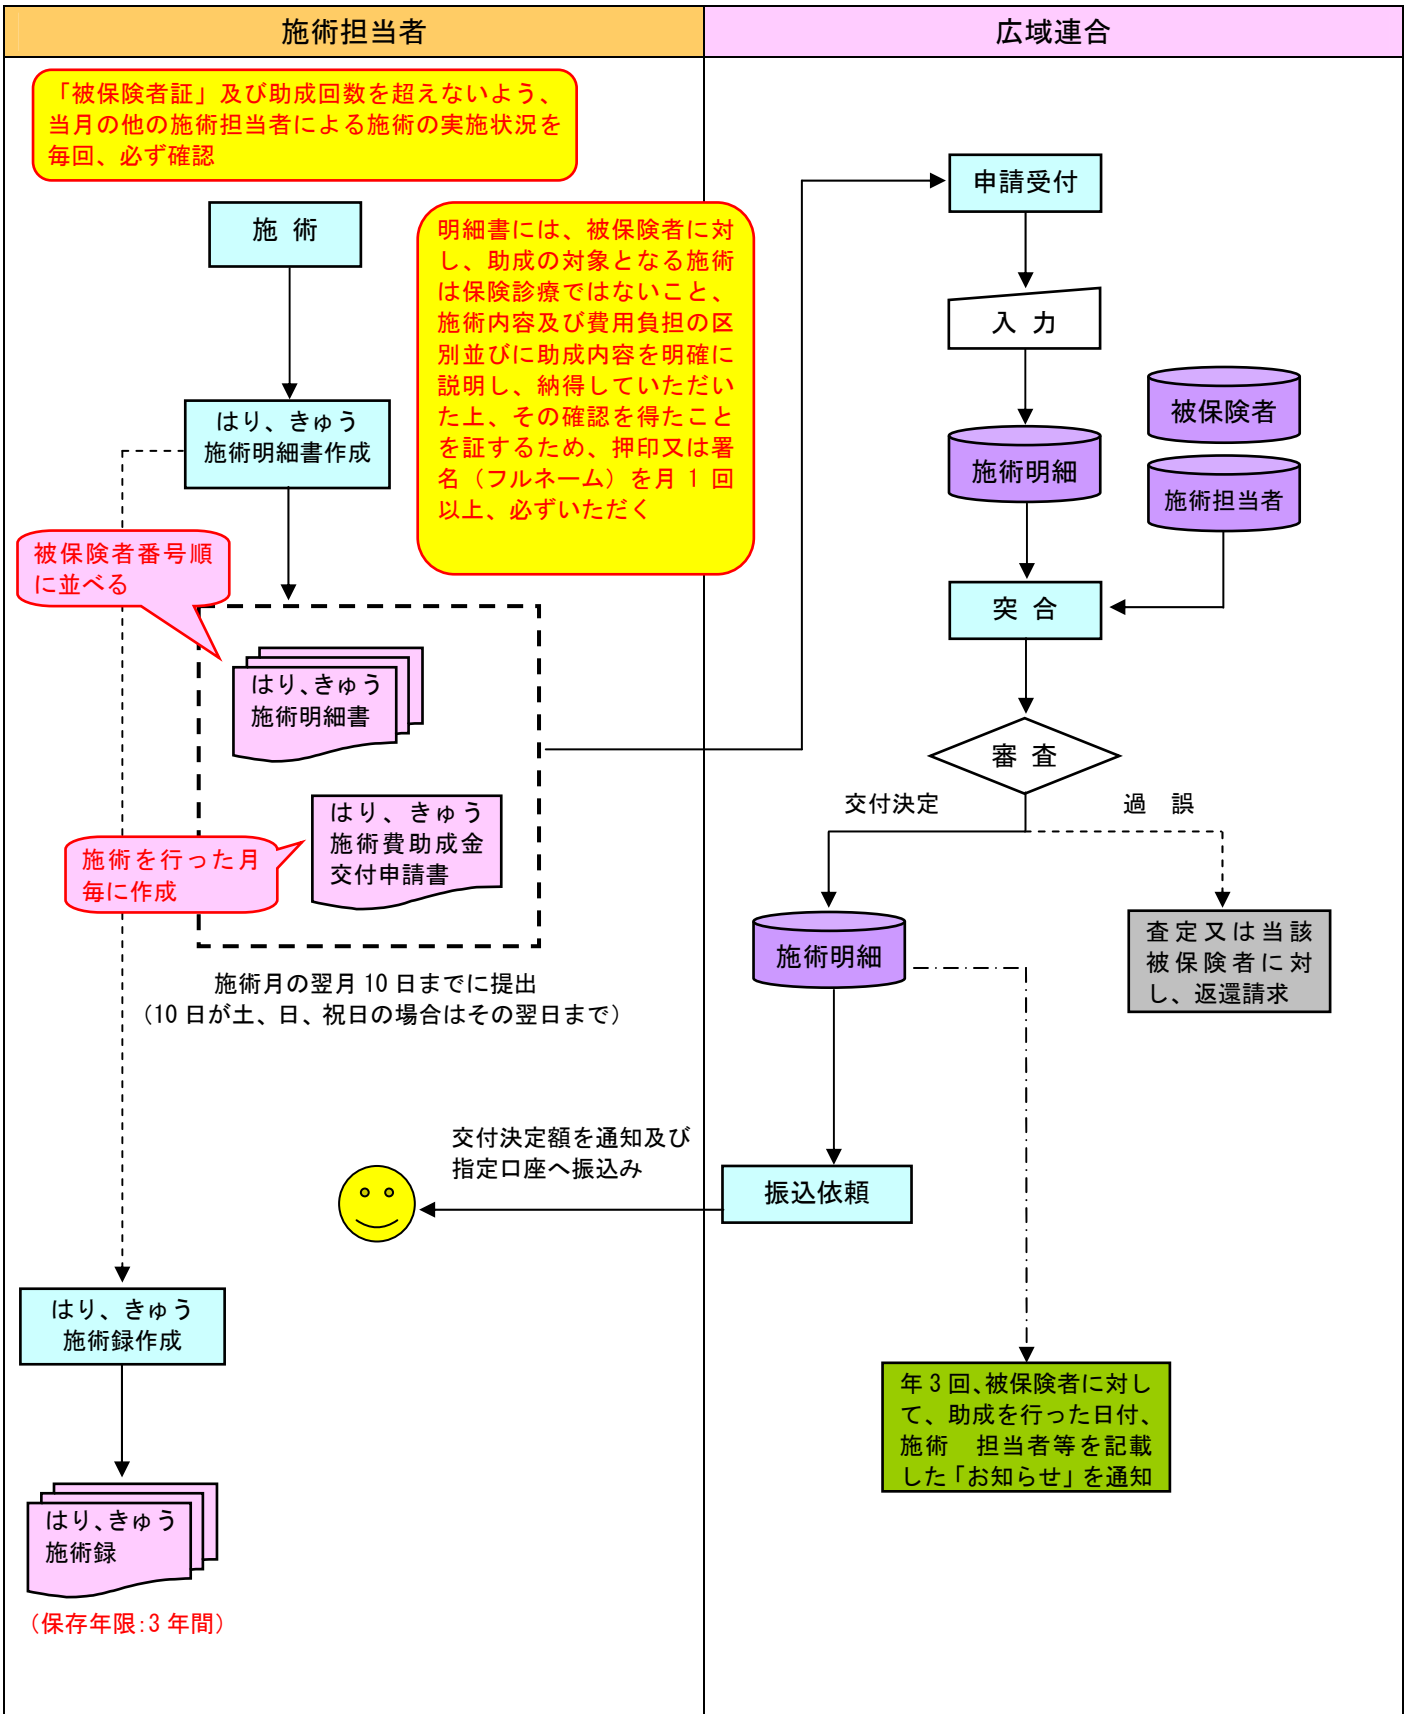 施術担当者
広域連合
「被保険者証」及び助成回数を超えないよう、
当月の他の施術担当者による施術の実施状況を
毎回、必ず確認
施 術
明細書には、被保険者に対
し、助成の対象となる施術
は保険診療ではないこと、
施術内容及び費用負担の区
別並びに助成内容を明確に
説明し、納得していただい
た上、その確認を得たこと
を証するため、押印又は署
名（フルネーム）を月 1 回
以上、必ずいただく
はり、きゅう
施術明細書作成
被保険者番号順
に並べる
はり、きゅう
施術明細書
はり、きゅう
施術費助成金
交付申請書
施術を行った月
毎に作成
施術月の翌月 10 日までに提出
（10 日が土、日、祝日の場合はその翌日まで）
申請受付
入 力
施術明細
被保険者
施術担当者
突 合
審 査
交付決定
過 誤
施術明細
査定又は当該
被保険者に対
し、返還請求
交付決定額を通知及び
指定口座へ振込み
振込依頼
はり、きゅう
施術録作成
年 3 回、被保険者に対し
て、助成を行った日付、
施術　担当者等を記載
した「お知らせ」を通知
はり、きゅう
施術録
（保存年限:3 年間）